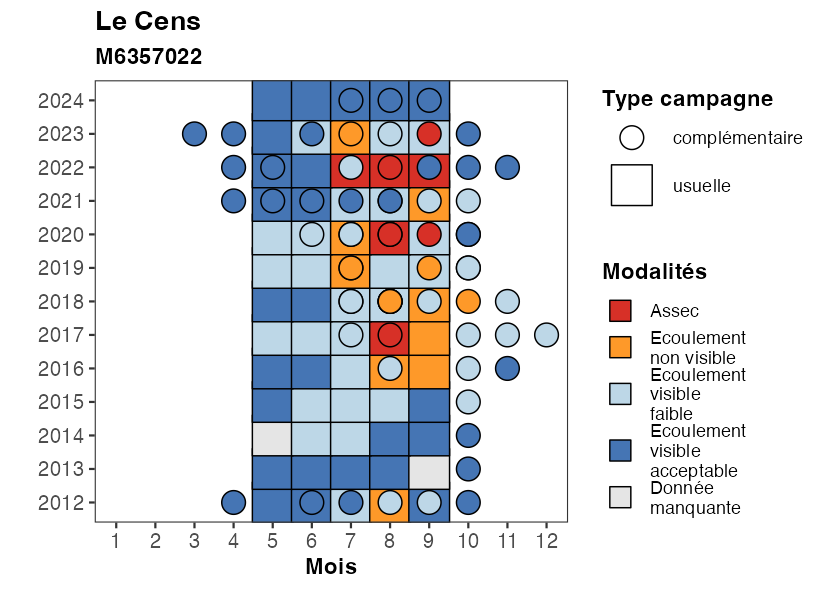 Le Cens
M6357022
2024
2023
2022
2021
2020
2019
2018
2017
2016
2015
2014
2013
2012
1 2 3 4 5 6 7 8 9 10 11 12
Mois
Type campagne
complémentaire
usuelle
Modalités
Assec
Ecoulement
non visible
Ecoulement
visible
faible
Ecoulement
visible
acceptable
Donnée
manquante